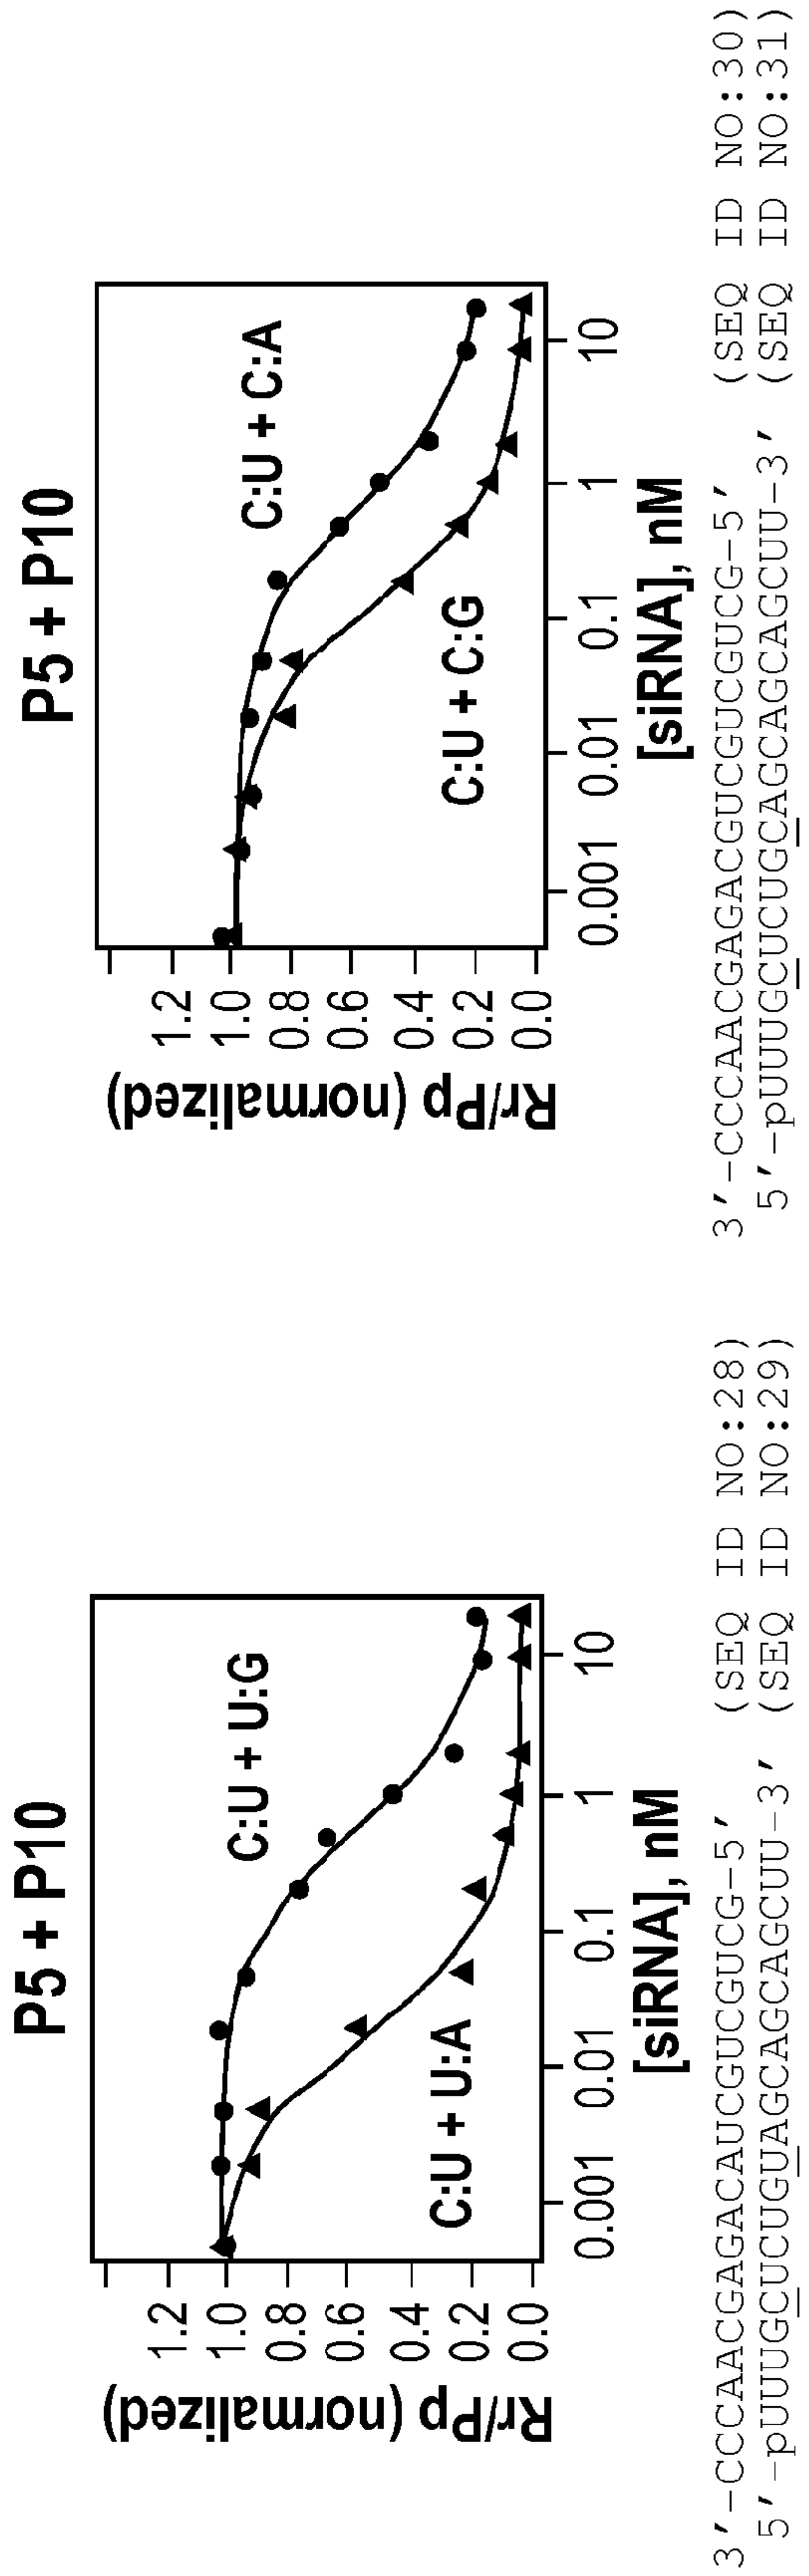 P5 + P10
Rr/Pp (normalized)
1.2
1.0
0.8
0.6
0.4
0.2
0.0
C:U + U:G
C:U + U:A
0.001 0.01 0.1 1 10
[siRNA], nM
3'-CCCAACGAGACAUCGUCGUCG-5' (SEQ ID NO:28)
5'-pUUUGCUCUGUAGCAGCAGCUU-3' (SEQ ID NO:29)
P5 + P10
Rr/Pp (normalized)
1.2
1.0
0.8
0.6
0.4
0.2
0.0
C:U + C:A
C:U + C:G
0.001 0.01 0.1 1 10
[siRNA], nM
3'-CCCAACGAGACGUCGUCGUCG-5' (SEQ ID NO:30)
5'-pUUUGCUCUGCAGCAGCAGCUU-3' (SEQ ID NO:31)